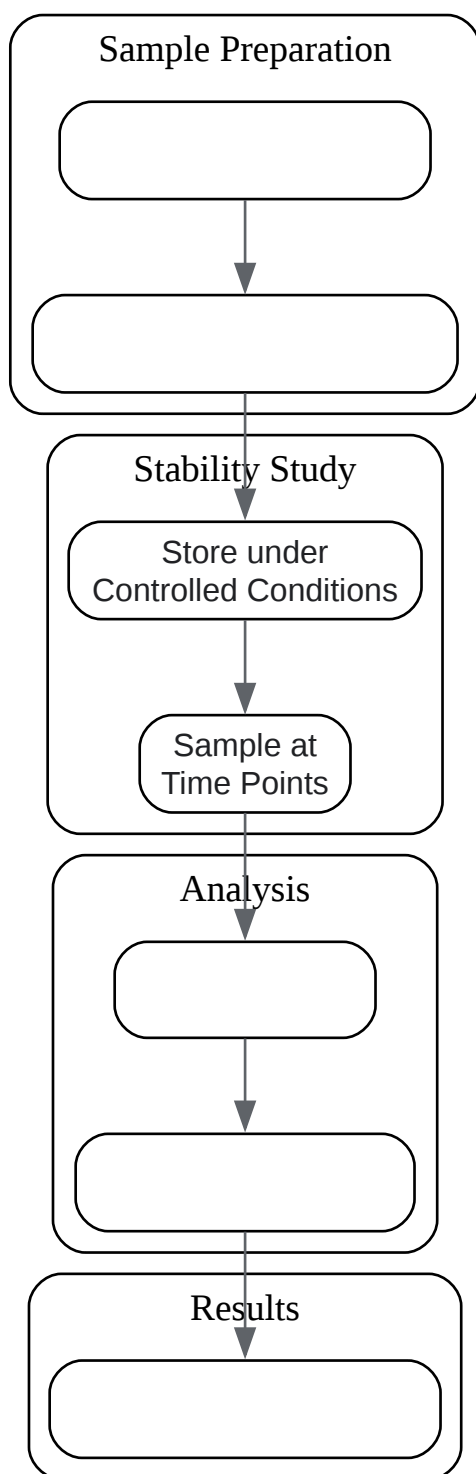 Sample Preparation
Stability Study
Store under
Controlled Conditions
Sample at
Time Points
Analysis
Results